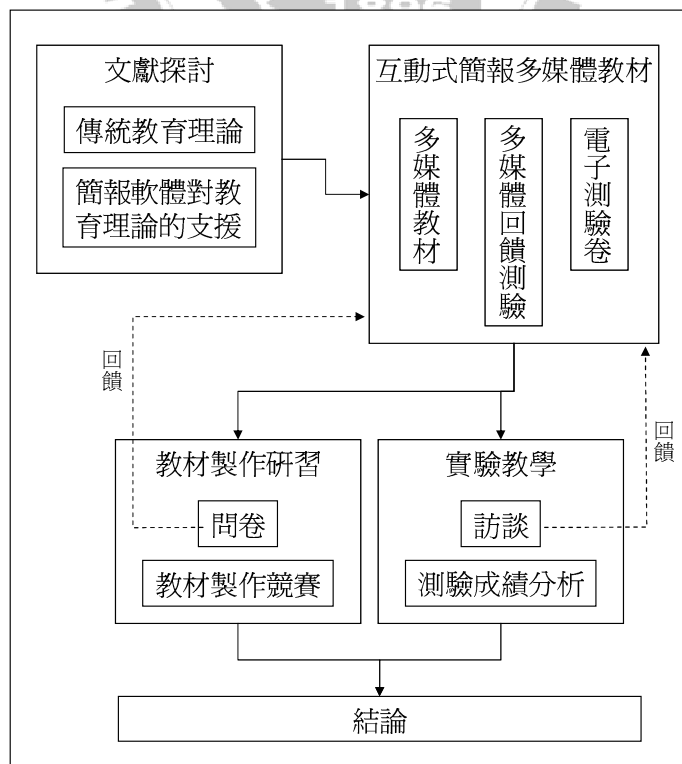 文獻探討
傳統教育理論
簡報軟體對教
育理論的支援
互動式簡報多媒體教材
多媒體教材
多媒體回饋測驗
電子測驗卷
回饋
回饋
教材製作研習
問卷
教材製作競賽
實驗教學
訪談
測驗成績分析
結論